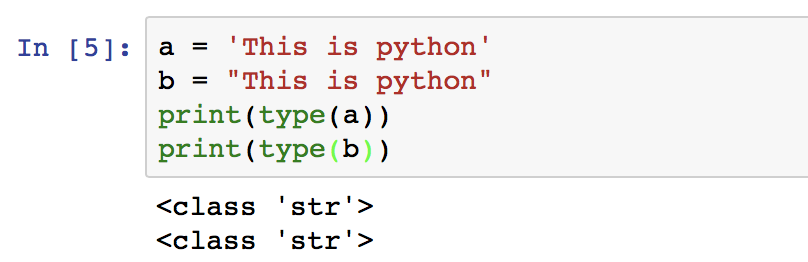 In [5]: a = 'This is python'
b = "This is python"
print(type(a))
print(type(b))
<class 'str'>
<class 'str'>